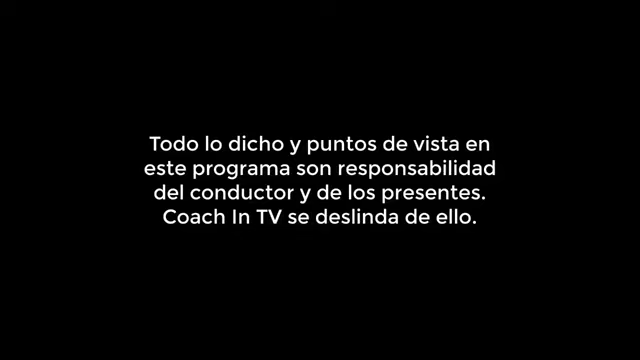 Todo lo dicho y puntos de vista en
este programa son responsabilidad
del conductor y de los presentes.
Coach In TV se deslinda de ello.